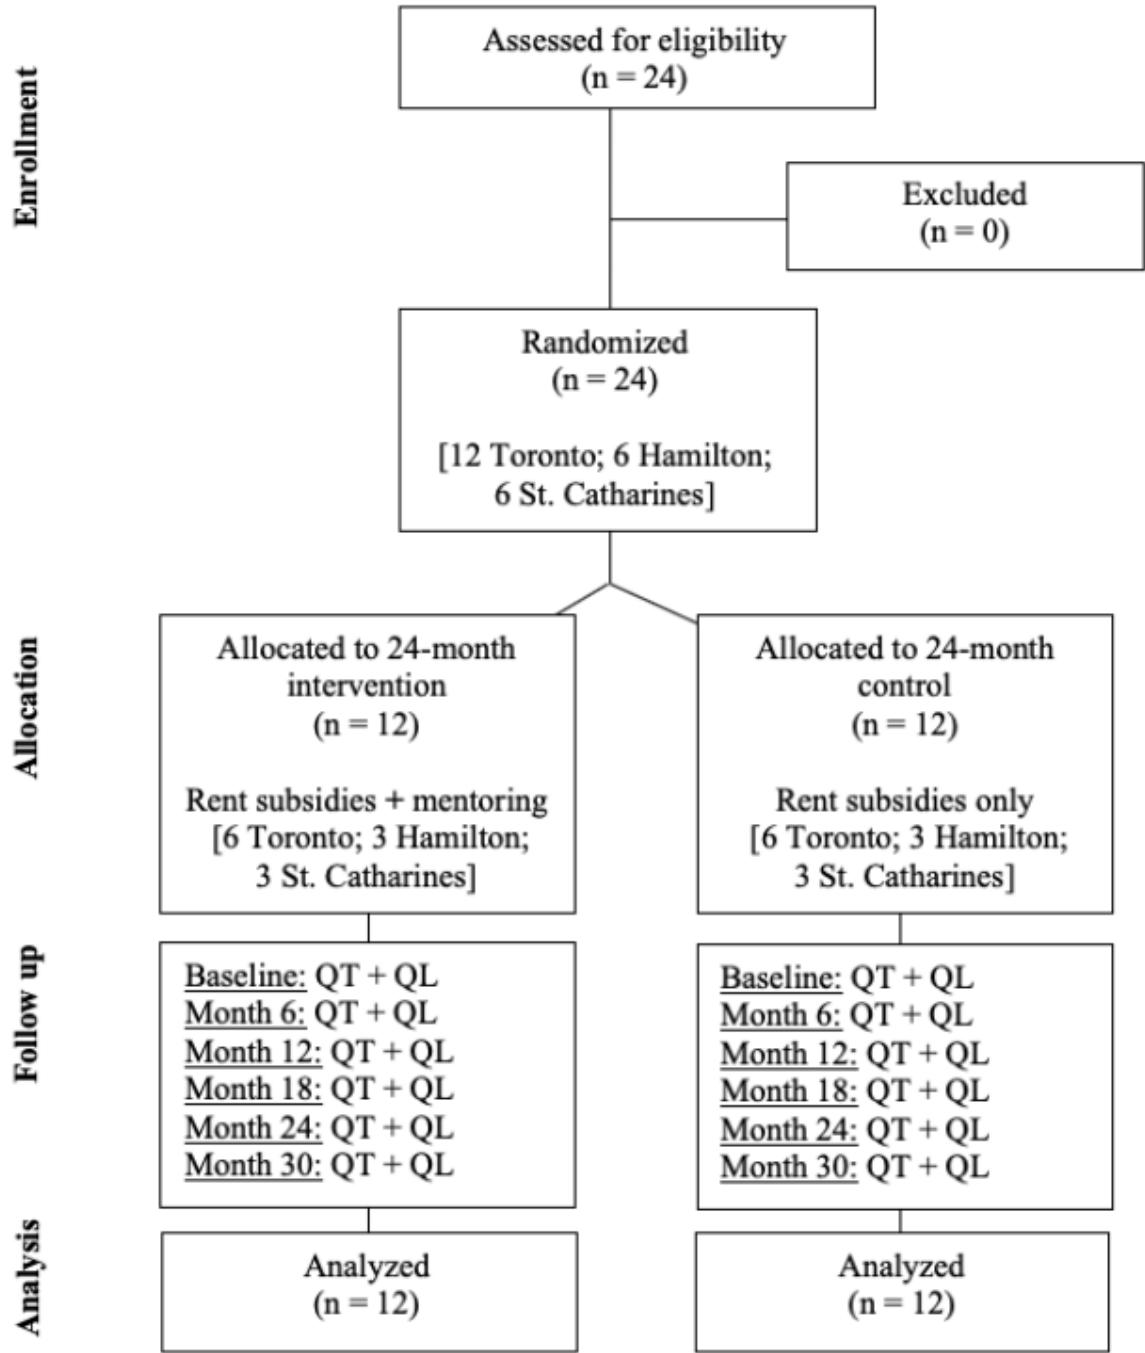 Enrollment
Assessed for eligibility
(n = 24)
Excluded
(n = 0)
Randomized
(n = 24)
[12 Toronto; 6 Hamilton;
6 St. Catharines]
Allocation
Allocated to 24-month
intervention
(n = 12)
Rent subsidies + mentoring
[6 Toronto; 3 Hamilton;
3 St. Catharines]
Allocated to 24-month
control
(n = 12)
Rent subsidies only
[6 Toronto; 3 Hamilton;
3 St. Catharines]
Follow up
Baseline: QT + QL
Month 6: QT + QL
Month 12: QT + QL
Month 18: QT + QL
Month 24: QT + QL
Month 30: QT + QL
Baseline: QT + QL
Month 6: QT + QL
Month 12: QT + QL
Month 18: QT + QL
Month 24: QT + QL
Month 30: QT + QL
Analysis
Analyzed
(n = 12)
Analyzed
(n = 12)